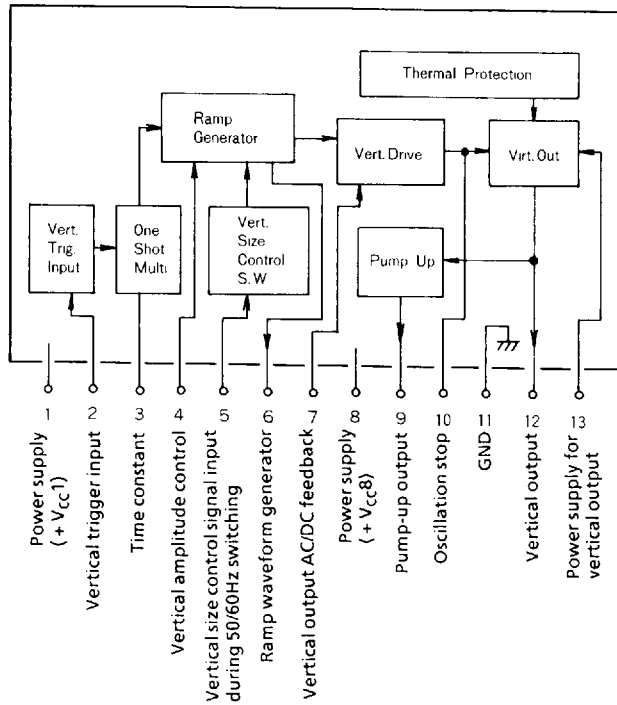 Thermal Protection
Ramp
Generator
Vert. Drive
Virt. Out
Vert.
Trig.
Input
One
Shot
Multi
Vert.
Size
Control
S.W
Pump Up
1
2
3
4
5
6
7
8
9
10
11
12
13
Power supply
(+ VCC1)
Vertical trigger input
Time constant
Vertical amplitude control
Vertical size control signal input
during 50/60Hz switching
Ramp waveform generator
Vertical output AC/DC feedback
Power supply
(+ VCC8)
Pump-up output
Oscillation stop
GND
Vertical output
Power supply for
vertical output